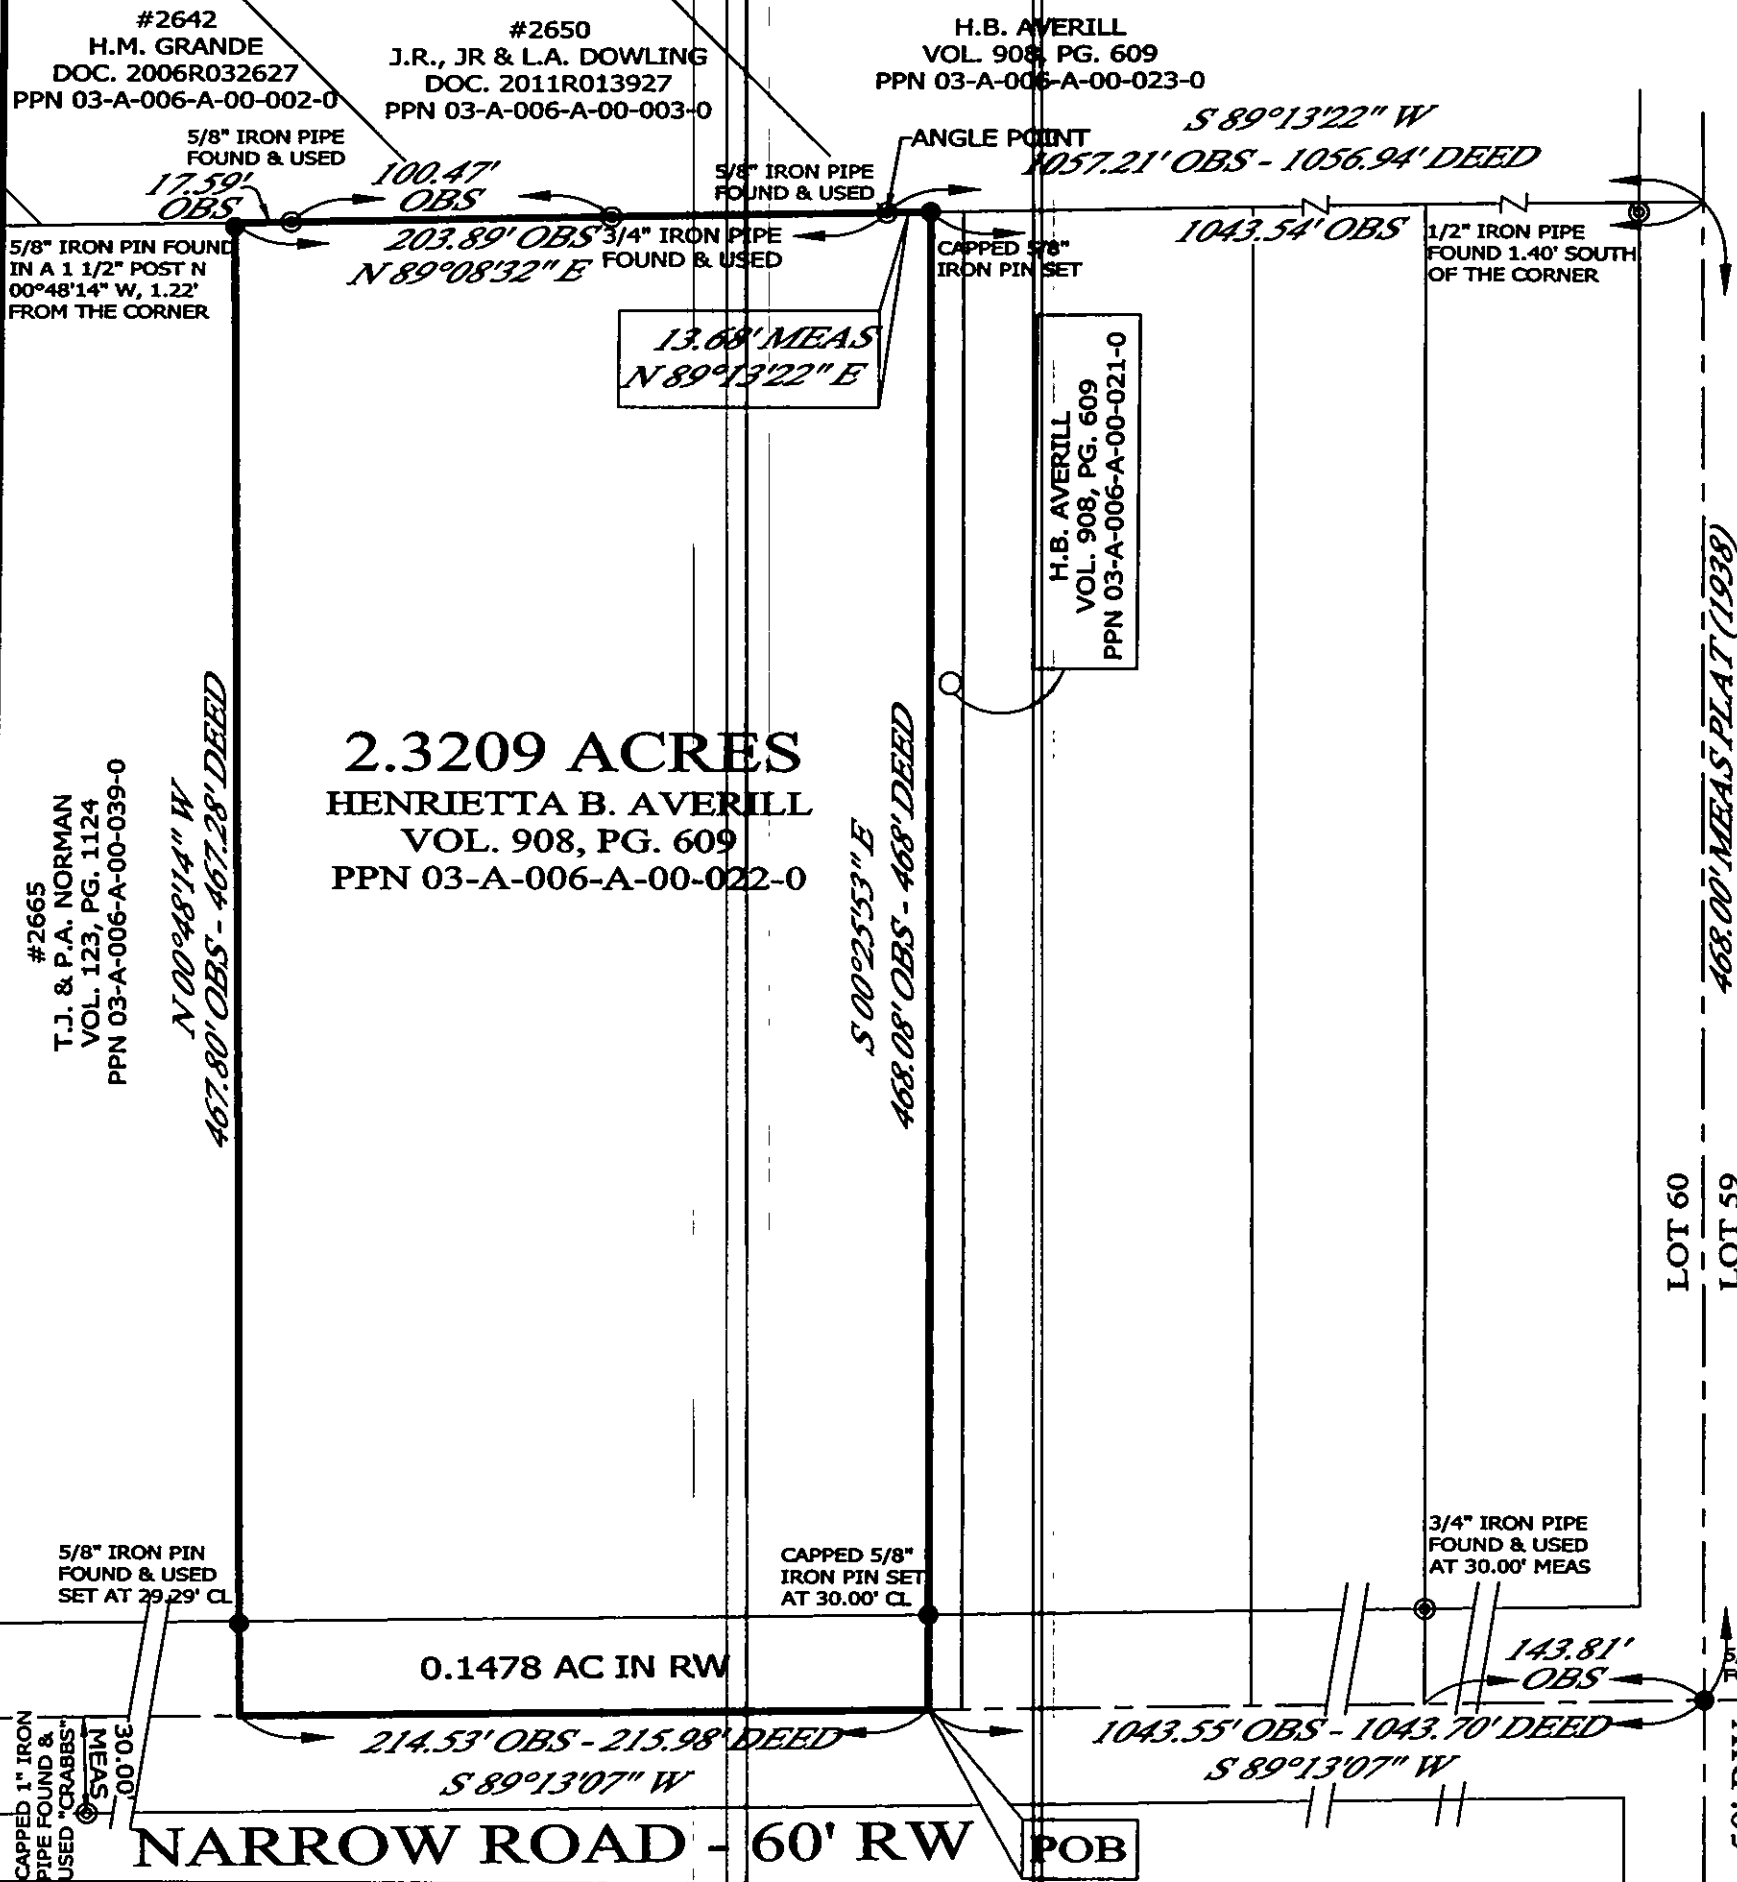 #2642
H.M. GRANDE
DOC. 2006R032627
PPN 03-A-006-A-00-002-0
#2650
J.R., JR & L.A. DOWLING
DOC. 2011R013927
PPN 03-A-006-A-00-003-0
H.B. AVERILL
VOL. 908, PG. 609
PPN 03-A-006-A-00-023-0
5/8" IRON PIPE
FOUND & USED
17.59'
OBS
100.47'
OBS
5/8" IRON PIPE
FOUND & USED
ANGLE POINT
S 89°13'22" W
1057.21' OBS - 1056.94' DEED
5/8" IRON PIN FOUND
IN A 1 1/2" POST N
00°48'14" W, 1.22'
FROM THE CORNER
203.89' OBS
N 89°08'32" E
3/4" IRON PIPE
FOUND & USED
CAPPED 5/8"
IRON PIN SET
1043.54' OBS
1/2" IRON PIPE
FOUND 1.40' SOUTH
OF THE CORNER
13.68' MEAS
N 89°13'22" E
H.B. AVERILL
VOL. 908, PG. 609
PPN 03-A-006-A-00-021-0
468.00' MEAS PLAT (1938)
#2665
T.J. & P.A. NORMAN
VOL. 123, PG. 1124
PPN 03-A-006-A-00-039-0
N 00°48'14" W
467.80' OBS - 467.28' DEED
2.3209 ACRES
HENRIETTA B. AVERILL
VOL. 908, PG. 609
PPN 03-A-006-A-00-022-0
S 00°25'53" E
468.08' OBS - 468' DEED
LOT 60
LOT 59
5/8" IRON PIN
FOUND & USED
SET AT 29.29' CL
CAPPED 5/8"
IRON PIN SET
AT 30.00' CL
3/4" IRON PIPE
FOUND & USED
AT 30.00' MEAS
0.1478 AC IN RW
143.81'
OBS
214.53' OBS - 215.98' DEED
S 89°13'07" W
1043.55' OBS - 1043.70' DEED
S 89°13'07" W
CAPPED 1" IRON
PIPE FOUND &
USED "CRABBS"
30.00'
MEAS
NARROW ROAD - 60' RW
POB